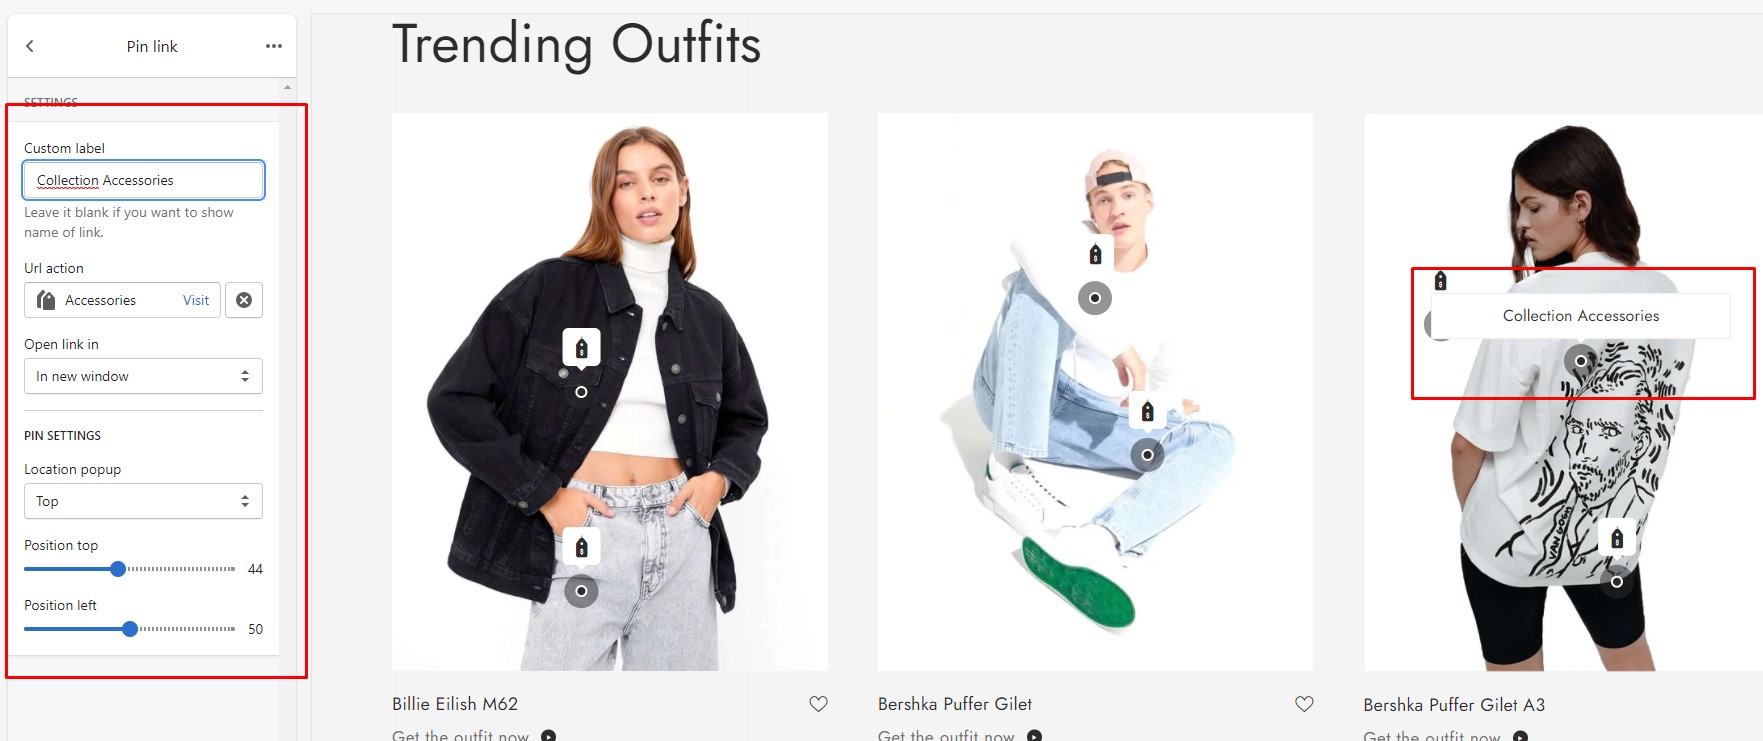 Pin link
SETTINGS
Custom label
Collection Accessories
Leave it blank if you want to show
name of link.
Url action
Accessories
Visit
Open link in
In new window
PIN SETTINGS
Location popup
Top
Position top
44
Position left
50
Trending Outfits
Collection Accessories
VAN GOGH
Billie Eilish M62
Get the outfit now
Bershka Puffer Gilet
Get the outfit now
Bershka Puffer Gilet A3
Get the outfit now